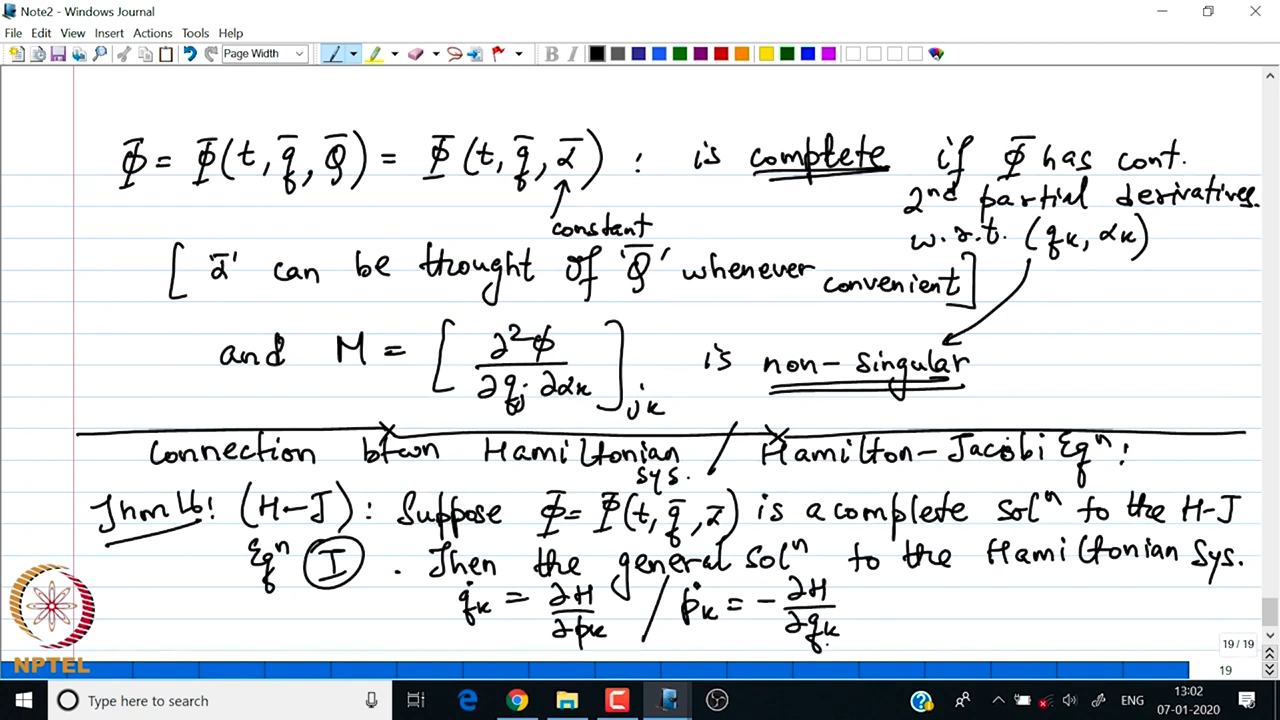 Note2 - Windows Journal
File Edit View Insert Actions Tools Help
Page Width
Φ̄ = Φ̄(t, q̄, Q̄) = Φ̄(t, q̄, ᾱ) : is complete if Φ̄ has cont.
2nd partial derivatives
w.r.t. (qk, αk)
constant
['ᾱ' can be thought of 'Q̄' whenever convenient]
and M = [∂²Φ / ∂qj ∂αk]jk is non-singular
Connection btwn Hamiltonian sys. / Hamilton-Jacobi Eqⁿ:
Thm 16: (H-J): Suppose Φ̄ = Φ̄(t, q̄, ᾱ) is a complete solⁿ to the H-J
Eqⁿ I . Then the general solⁿ to the Hamiltonian Sys.
q̇k = ∂H/∂pk / ṗk = -∂H/∂qk.
NPTEL
19 / 19
19
Type here to search
ENG
13:02
07-01-2020